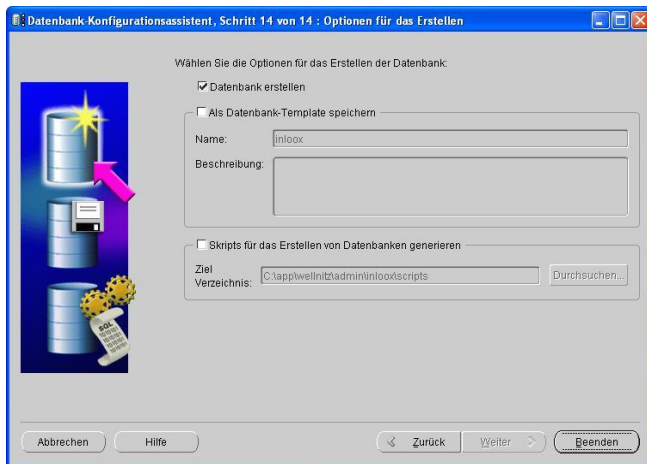 Datenbank-Konfigurationsassistent, Schritt 14 von 14 : Optionen für das Erstellen
Wählen Sie die Optionen für das Erstellen der Datenbank:
Datenbank erstellen
Als Datenbank-Template speichern
Name: inloox
Beschreibung:
Skripts für das Erstellen von Datenbanken generieren
Ziel
Verzeichnis: C:\app\wellnitz\admin\inloox\scripts Durchsuchen...
SQL
Abbrechen Hilfe Zurück Weiter Beenden